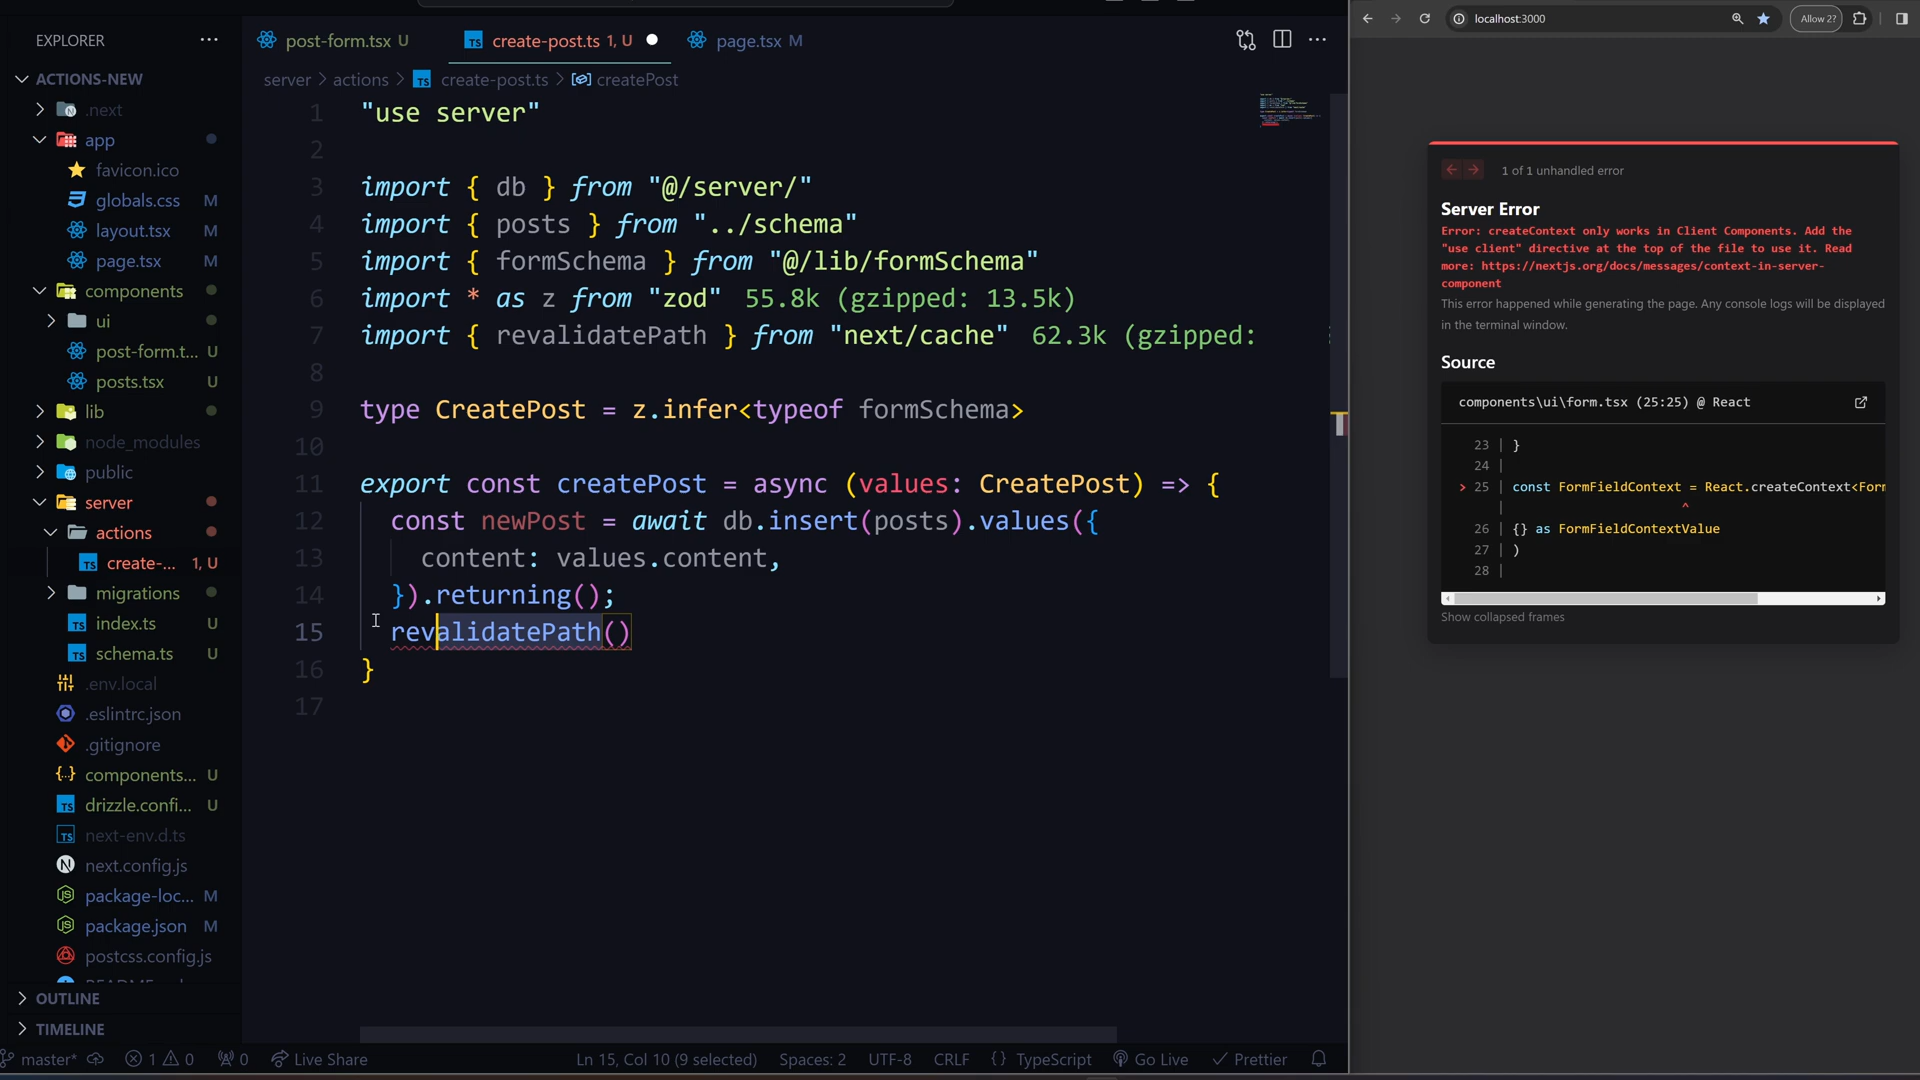 EXPLORER
ACTIONS-NEW
.next
app
favicon.ico
globals.css M
layout.tsx M
page.tsx M
components
ui
post-form.t... U
posts.tsx U
lib
node_modules
public
server
actions
create-... 1, U
migrations
index.ts U
schema.ts U
.env.local
.eslintrc.json
.gitignore
components... U
drizzle.confi... U
next-env.d.ts
next.config.js
package-loc... M
package.json M
postcss.config.js
OUTLINE
TIMELINE
post-form.tsx U
create-post.ts 1, U
page.tsx M
server > actions > create-post.ts > createPost
1 "use server"
2
3 import { db } from "@/server/"
4 import { posts } from "../schema"
5 import { formSchema } from "@/lib/formSchema"
6 import * as z from "zod" 55.8k (gzipped: 13.5k)
7 import { revalidatePath } from "next/cache" 62.3k (gzipped:
8
9 type CreatePost = z.infer<typeof formSchema>
10
11 export const createPost = async (values: CreatePost) => {
12 const newPost = await db.insert(posts).values({
13 content: values.content,
14 }).returning();
15 revalidatePath()
16 }
17
master* 1 0 0 Live Share Ln 15, Col 10 (9 selected) Spaces: 2 UTF-8 CRLF {} TypeScript Go Live Prettier
localhost:3000
Allow 2?
1 of 1 unhandled error
Server Error
Error: createContext only works in Client Components. Add the
"use client" directive at the top of the file to use it. Read
more: https://nextjs.org/docs/messages/context-in-server-
component
This error happened while generating the page. Any console logs will be displayed
in the terminal window.
Source
components\ui\form.tsx (25:25) @ React
23 | }
24 |
> 25 | const FormFieldContext = React.createContext<Form
| ^
26 | {} as FormFieldContextValue
27 | )
28 |
Show collapsed frames